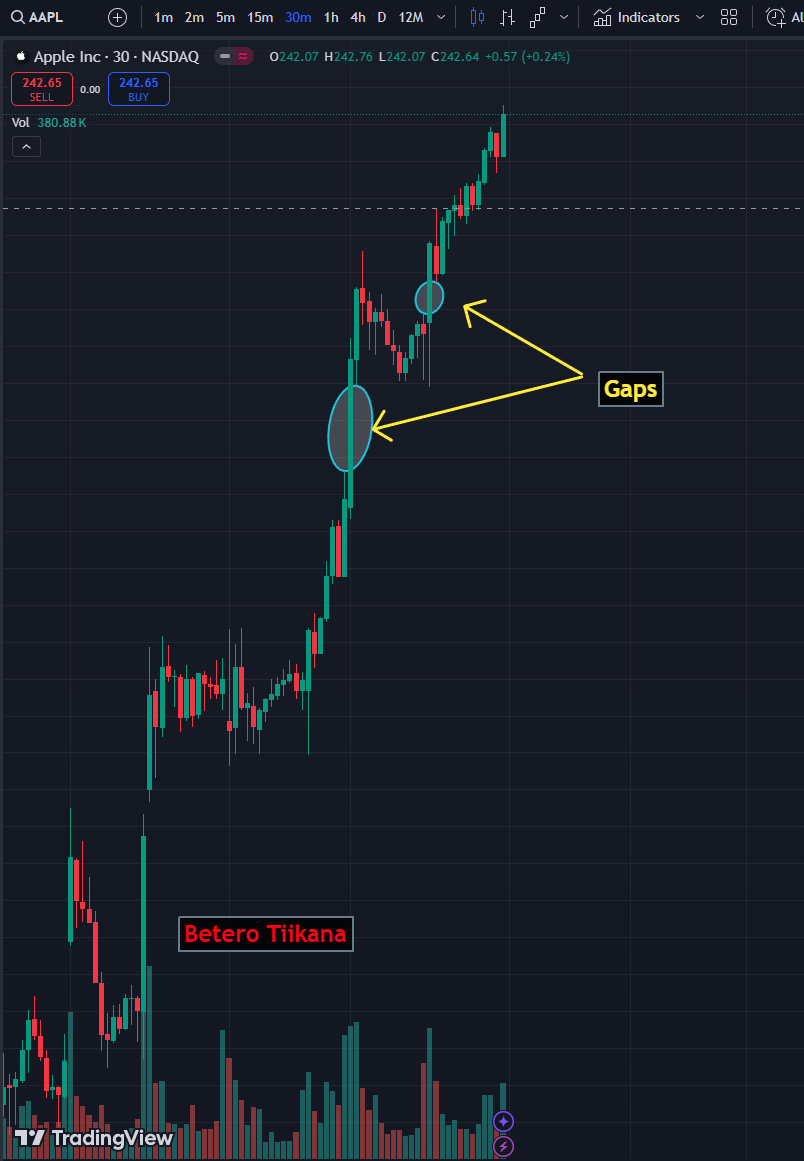 AAPL 1m 2m 5m 15m 30m 1h 4h D 12M Indicators Al
Apple Inc · 30 · NASDAQ O242.07 H242.76 L242.07 C242.64 +0.57 (+0.24%)
242.65 0.00 242.65
SELL BUY
Vol 380.88K
Gaps
Betero Tiikana
TradingView